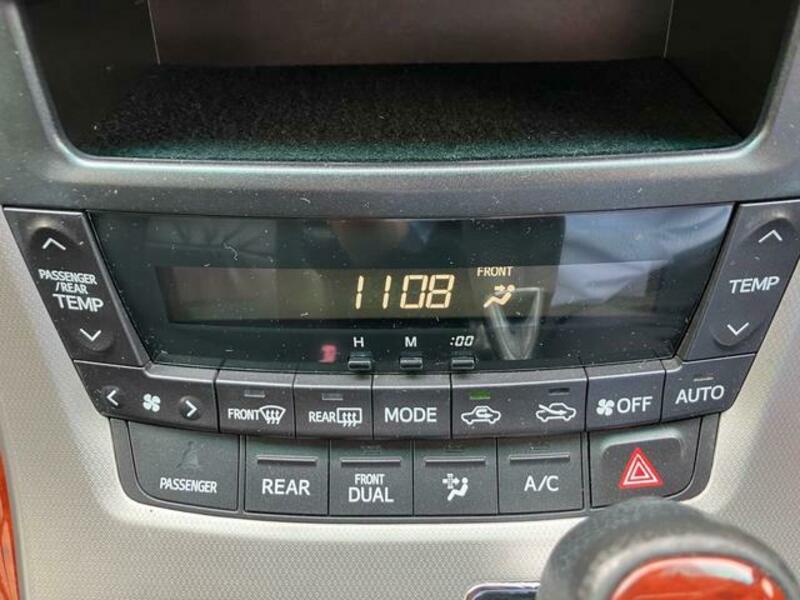 FRONT
1108
PASSENGER
/REAR
TEMP
TEMP
H M :00
FRONT REAR MODE OFF AUTO
PASSENGER REAR FRONT
DUAL A/C